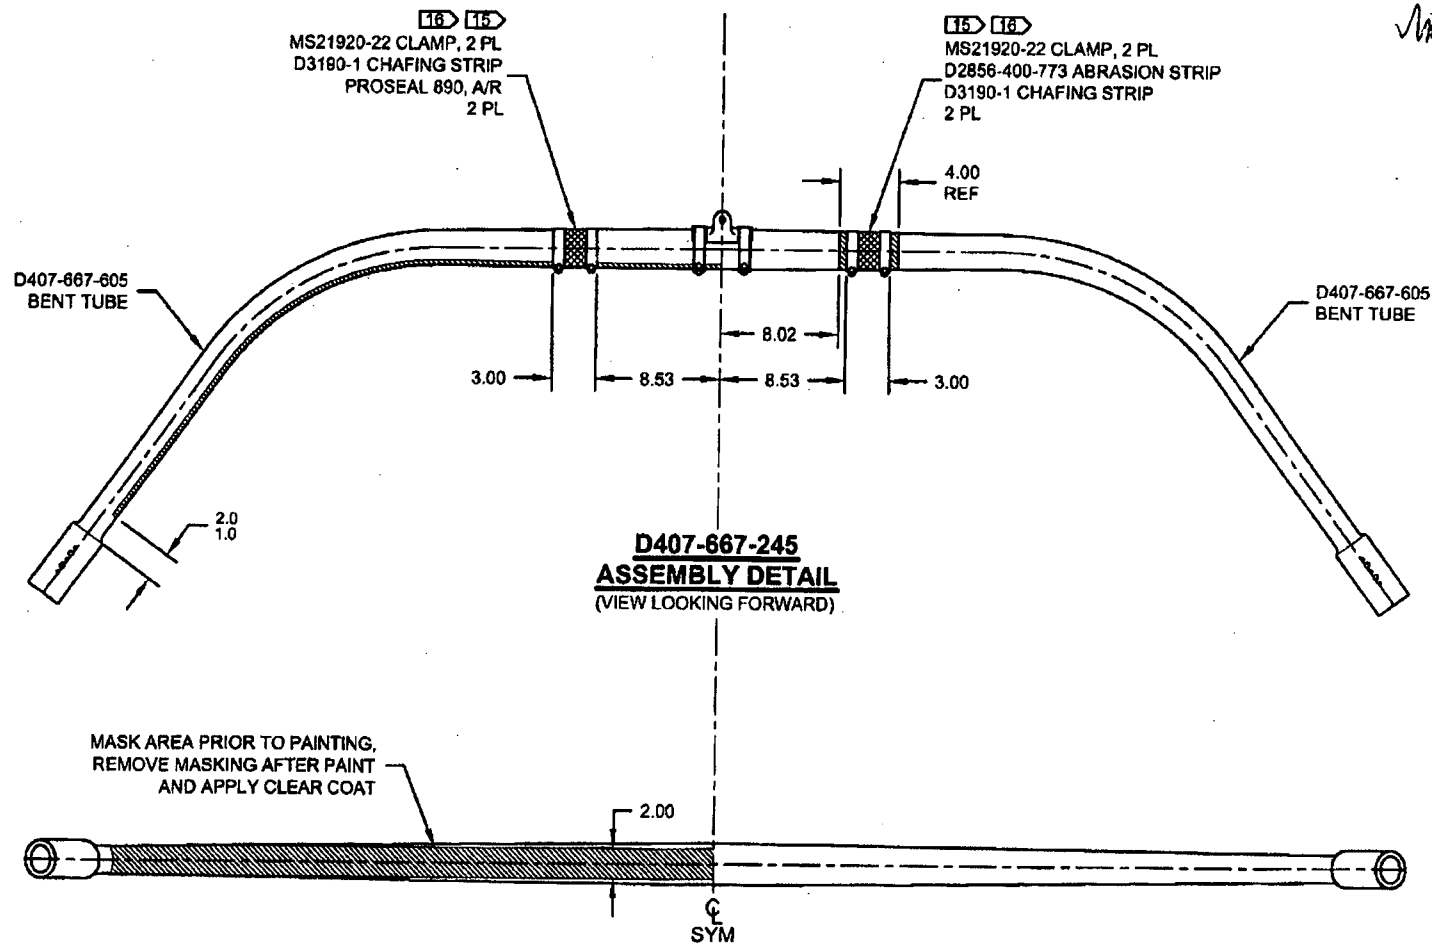 16 15
MS21920-22 CLAMP, 2 PL
D3190-1 CHAFING STRIP
PROSEAL 890, A/R
2 PL
15 16
MS21920-22 CLAMP, 2 PL
D2856-400-773 ABRASION STRIP
D3190-1 CHAFING STRIP
2 PL
4.00
REF
D407-667-605
BENT TUBE
D407-667-605
BENT TUBE
8.02
3.00
8.53
8.53
3.00
2.0
1.0
D407-667-245
ASSEMBLY DETAIL
(VIEW LOOKING FORWARD)
MASK AREA PRIOR TO PAINTING,
REMOVE MASKING AFTER PAINT
AND APPLY CLEAR COAT
2.00
SYM